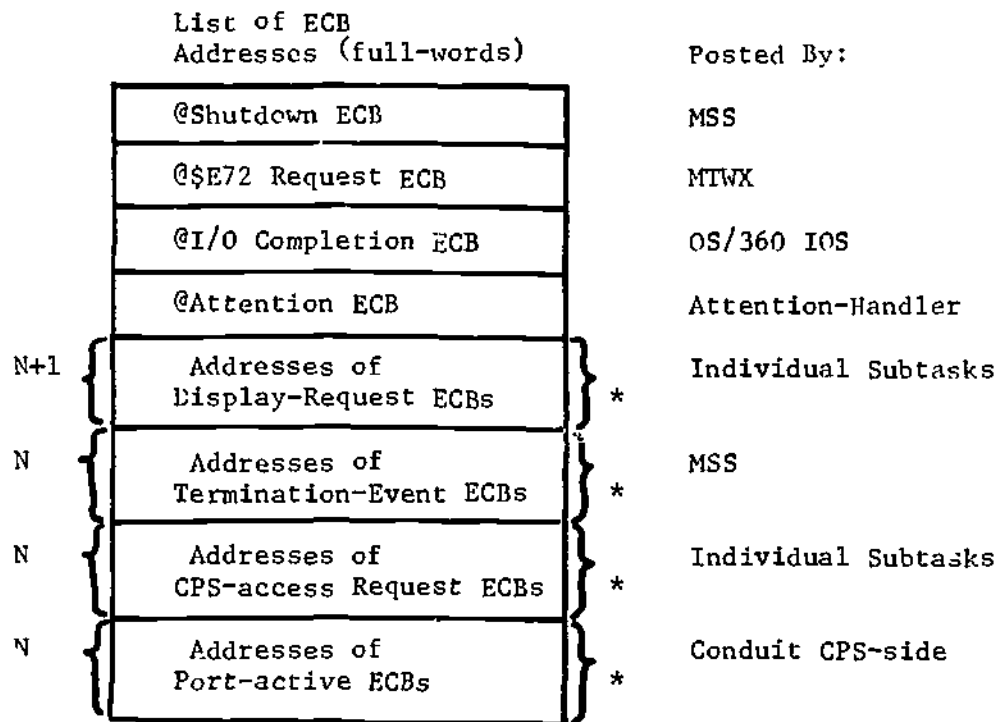 List of ECB
Addresses (full-words) Posted By:
@Shutdown ECB MSS
@$E72 Request ECB MTWX
@I/O Completion ECB OS/360 IOS
@Attention ECB Attention-Handler
N+1 Addresses of Individual Subtasks
Display-Request ECBs *
N Addresses of MSS
Termination-Event ECBs *
N Addresses of Individual Subtasks
CPS-access Request ECBs *
N Addresses of Conduit CPS-side
Port-active ECBs *